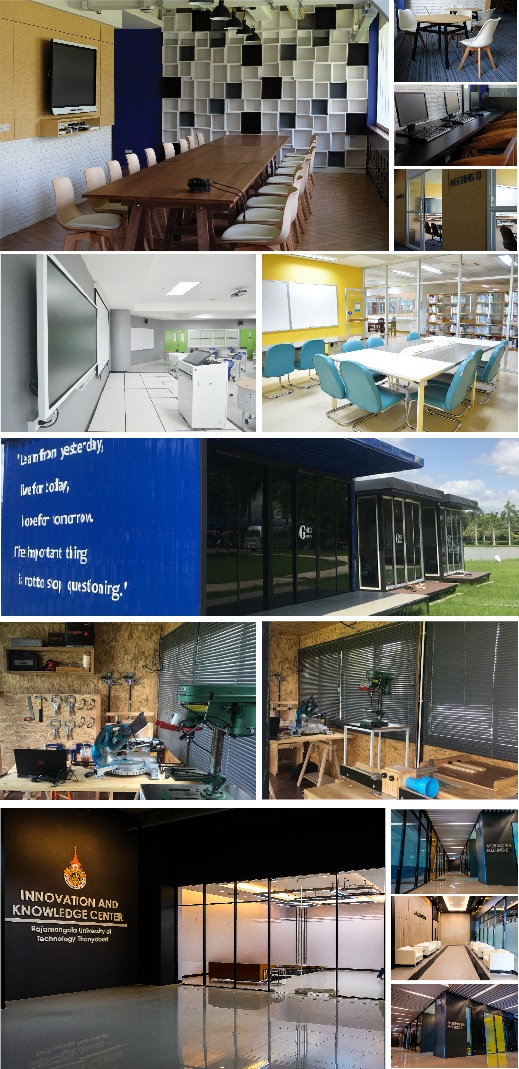 MEETING
"Learn from yesterday,
live for today,
hope for tomorrow.
The important thing
is not to stop questioning."
G
INNOVATION AND
KNOWLEDGE CENTER
Rajamangala University of
Technology Thanyaburi